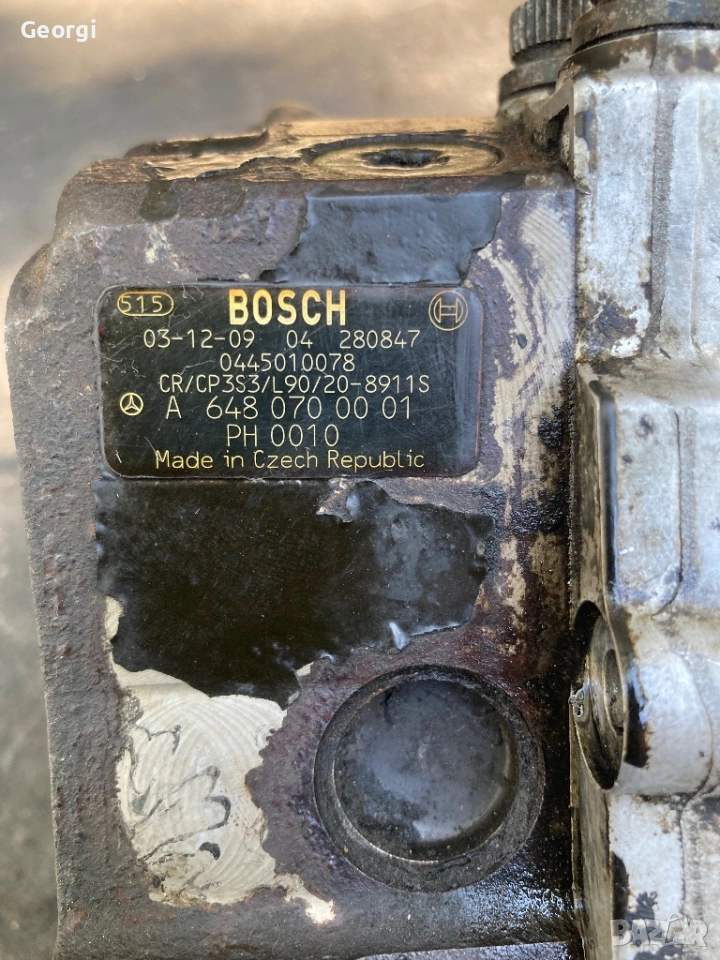 Georgi
515 BOSCH
03-12-09 04 280847
0445010078
CR/CP3S3/L90/20-8911S
A 648 070 00 01
PH 0010
Made in Czech Republic
BAZAR